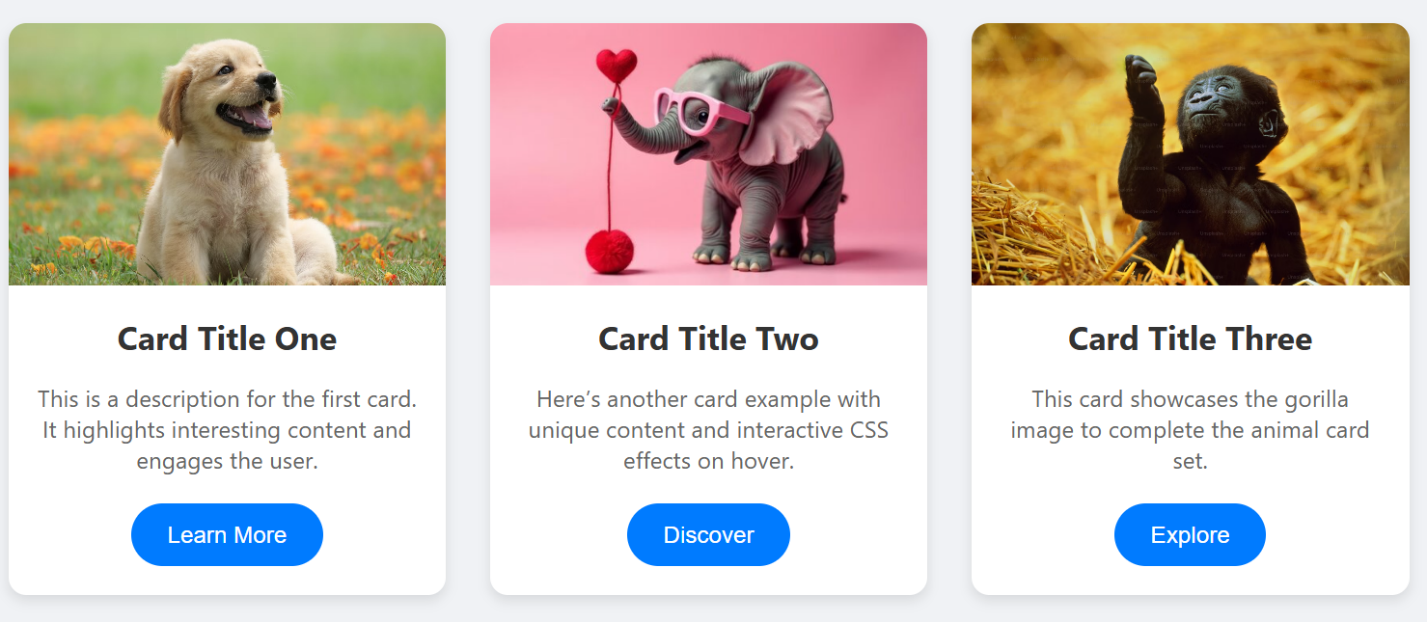 Card Title One
This is a description for the first card.
It highlights interesting content and
engages the user.
Learn More
Card Title Two
Here’s another card example with
unique content and interactive CSS
effects on hover.
Discover
Card Title Three
This card showcases the gorilla
image to complete the animal card
set.
Explore